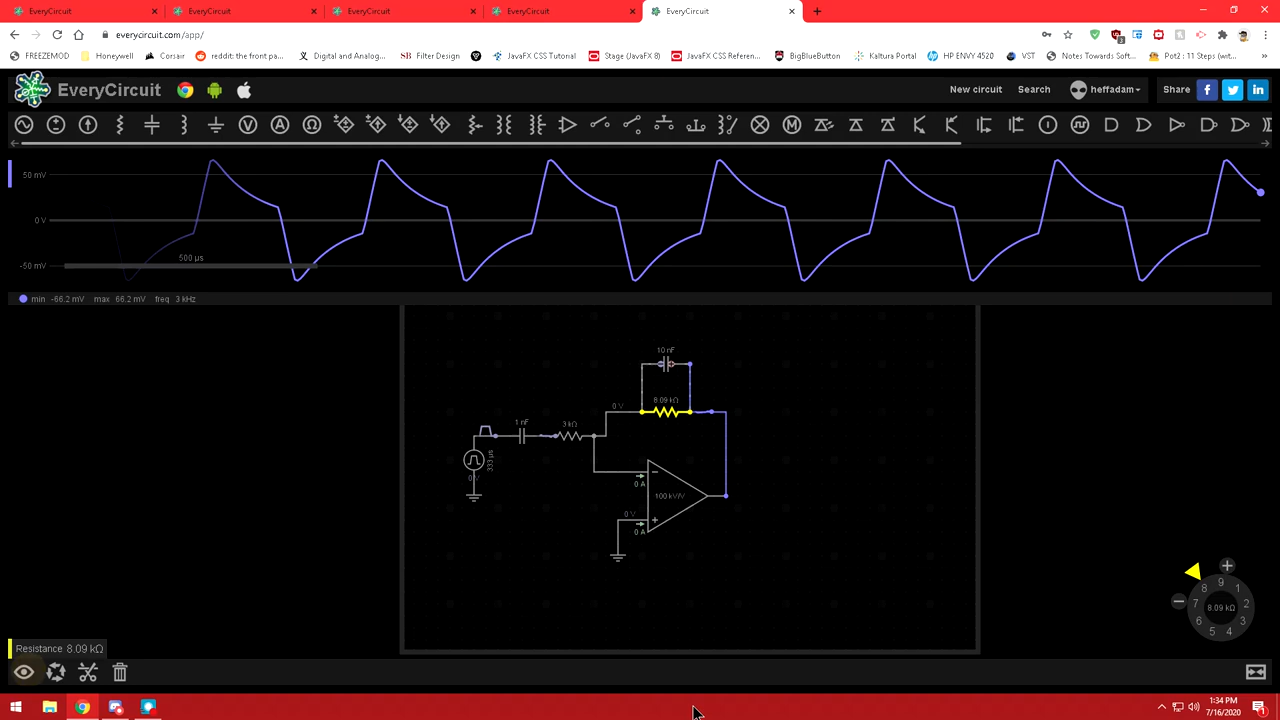 EveryCircuit
EveryCircuit
EveryCircuit
EveryCircuit
EveryCircuit
everycircuit.com/app/
FREEZEMOD
Honeywell
Corsair
reddit: the front pa...
Digital and Analog...
SB Filter Design
JavaFX CSS Tutorial
Stage (JavaFX 8)
JavaFX CSS Referen...
BigBlueButton
Kaltura Portal
HP ENVY 4520
VST
Notes Towards Soft...
Pot2 : 11 Steps (wit...
EveryCircuit
New circuit
Search
heffadam
Share
50 mV
0 V
-50 mV
500 µs
min -66.2 mV max 66.2 mV freq 3 kHz
10 nF
0 V
8.09 kΩ
1 nF
3 kΩ
333 µs
0 V
0 A
100 kV/V
0 V
0 A
9
8 1
7 8.09 kΩ 2
6 3
5 4
Resistance 8.09 kΩ
1:34 PM
7/16/2020
1